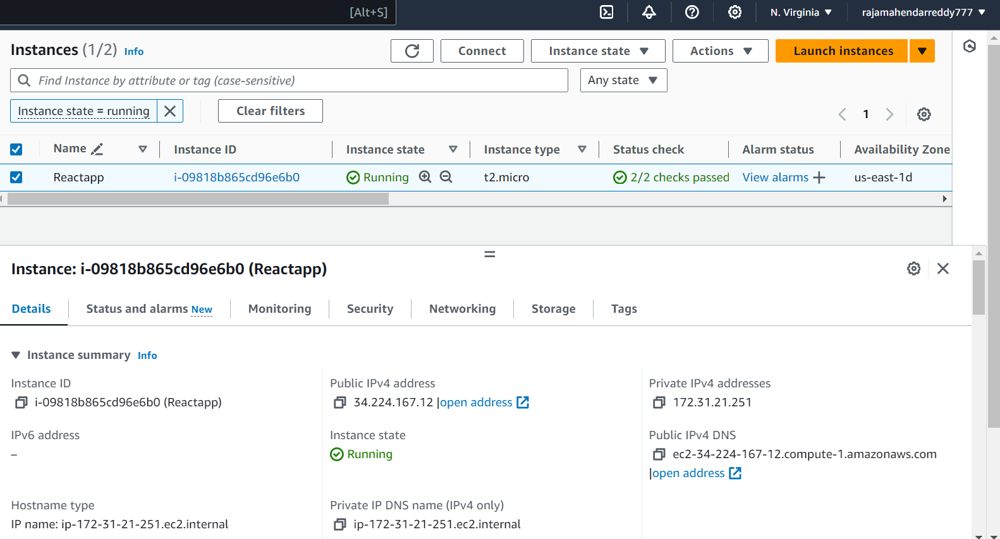 [Alt+S] N. Virginia rajamahendarreddy777
Instances (1/2) Info Connect Instance state Actions Launch instances
Find Instance by attribute or tag (case-sensitive) Any state
Instance state = running Clear filters 1
Name Instance ID Instance state Instance type Status check Alarm status Availability Zone
Reactapp i-09818b865cd96e6b0 Running t2.micro 2/2 checks passed View alarms + us-east-1d
Instance: i-09818b865cd96e6b0 (Reactapp)
Details Status and alarms New Monitoring Security Networking Storage Tags
Instance summary Info
Instance ID Public IPv4 address Private IPv4 addresses
i-09818b865cd96e6b0 (Reactapp) 34.224.167.12 |open address 172.31.21.251
IPv6 address Instance state Public IPv4 DNS
– Running ec2-34-224-167-12.compute-1.amazonaws.com
|open address
Hostname type Private IP DNS name (IPv4 only)
IP name: ip-172-31-21-251.ec2.internal ip-172-31-21-251.ec2.internal